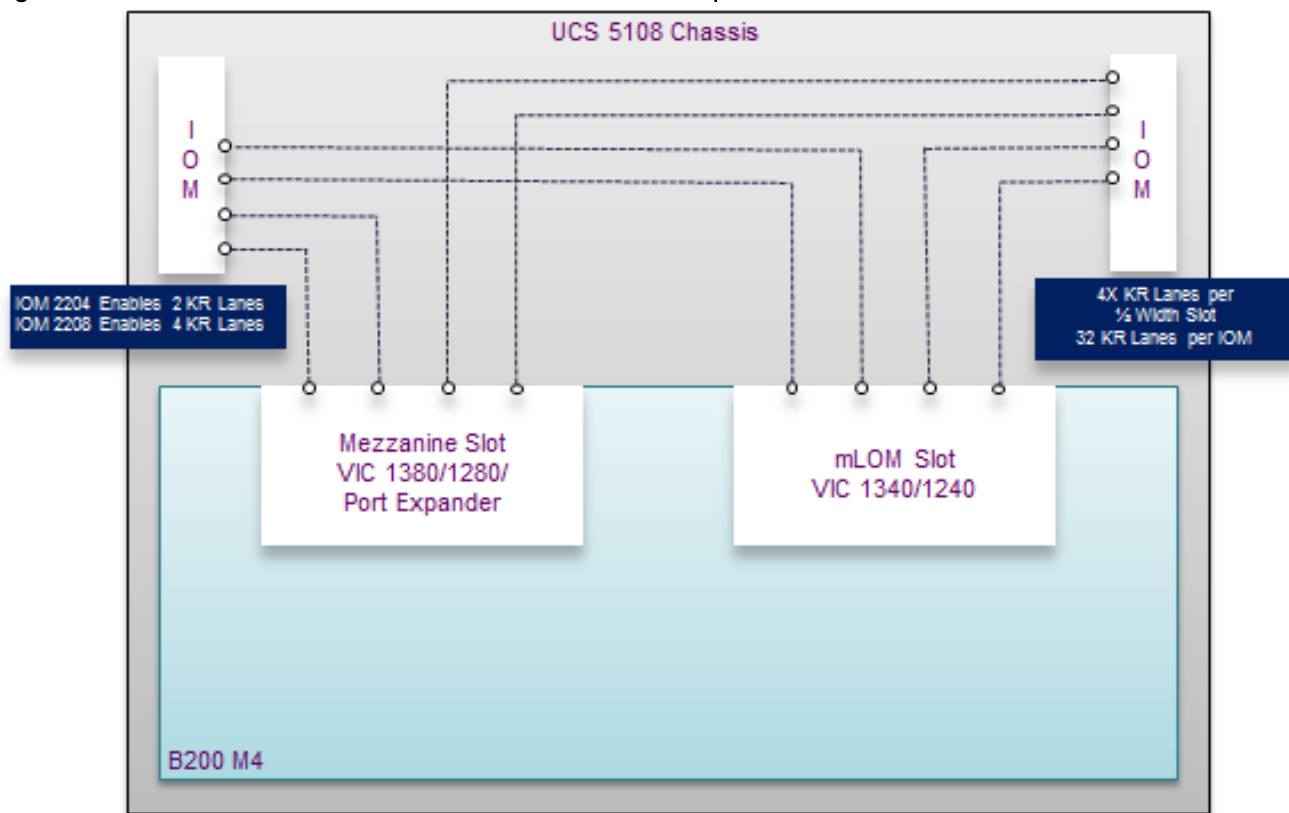 UCS 5108 Chassis
I
O
M
I
O
M
IOM 2204 Enables 2 KR Lanes
IOM 2208 Enables 4 KR Lanes
4X KR Lanes per
½ Width Slot
32 KR Lanes per IOM
Mezzanine Slot
VIC 1380/1280/
Port Expander
mLOM Slot
VIC 1340/1240
B200 M4